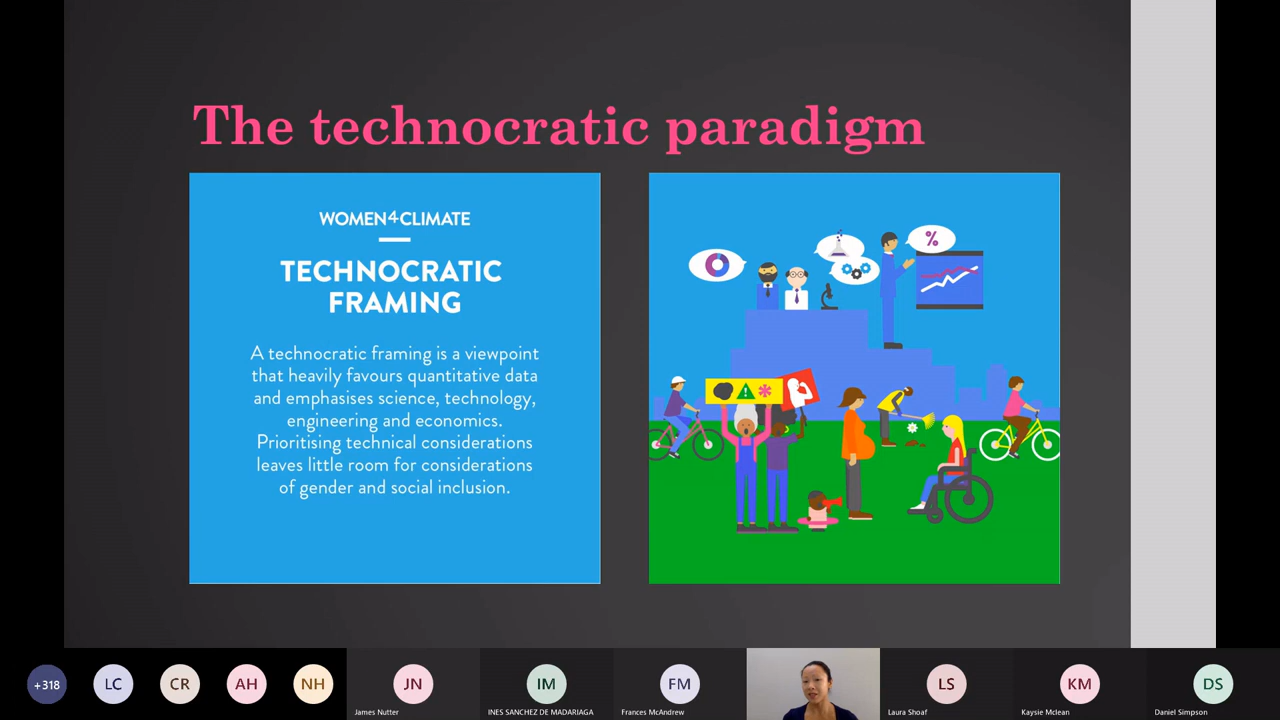 The technocratic paradigm
WOMEN4CLIMATE
TECHNOCRATIC
FRAMING
A technocratic framing is a viewpoint
that heavily favours quantitative data
and emphasises science, technology,
engineering and economics.
Prioritising technical considerations
leaves little room for considerations
of gender and social inclusion.
%
+318
LC
CR
AH
NH
JN
IM
FM
LS
KM
DS
James Nutter
INES SANCHEZ DE MADARIAGA
Frances McAndrew
Laura Shoaf
Kaysie Mclean
Daniel Simpson